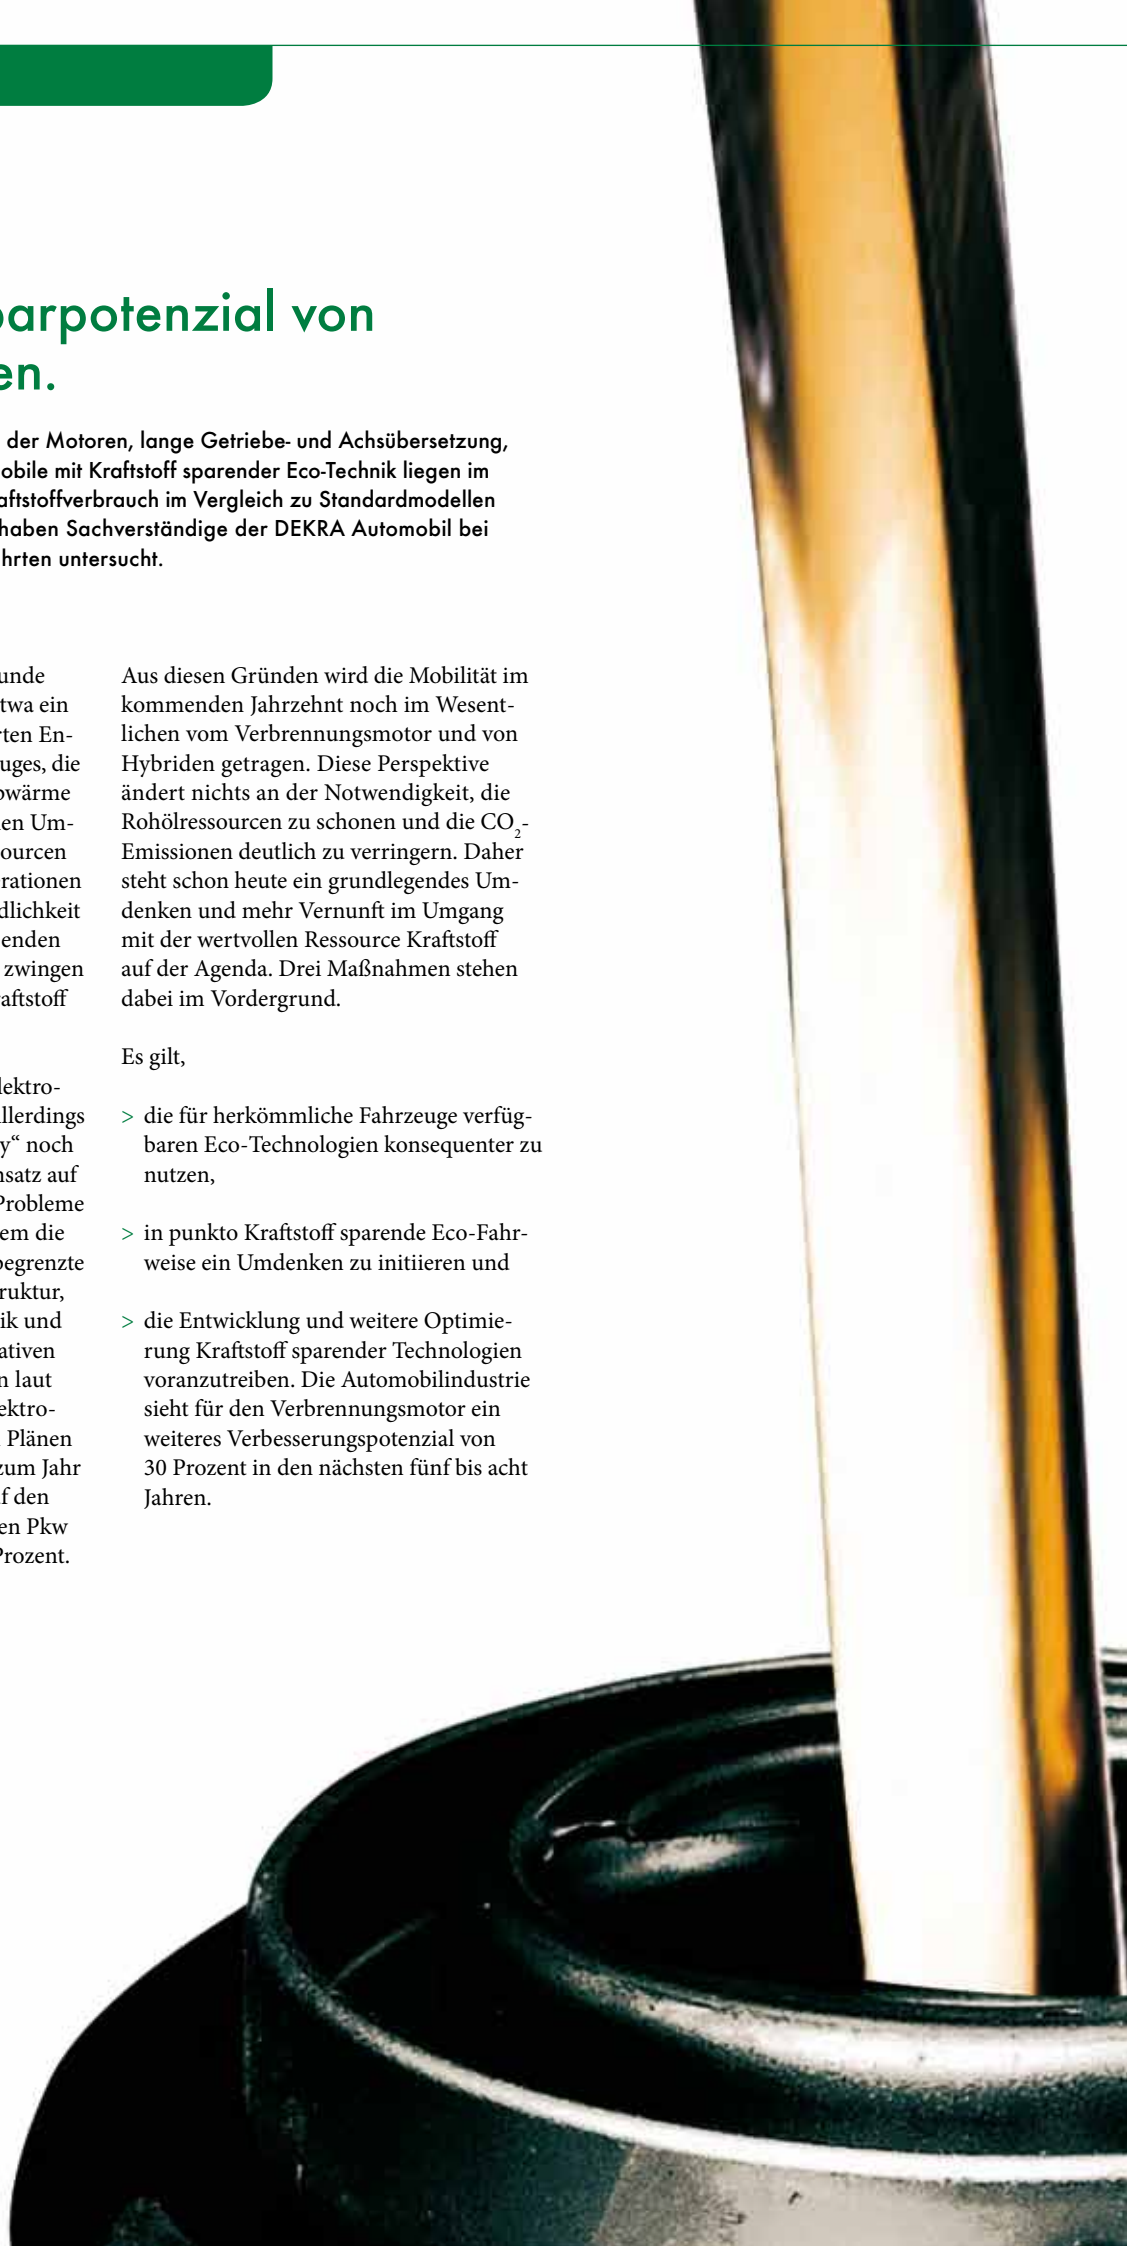 arpotenzial von
en.
der Motoren, lange Getriebe- und Achsübersetzung,
obile mit Kraftstoff sparender Eco-Technik liegen im
aftstoffverbrauch im Vergleich zu Standardmodellen
haben Sachverständige der DEKRA Automobil bei
hrten untersucht.
unde
twa ein
rten En-
uges, die
wärme
en Um-
ourcen
rationen
dlichkeit
enden
zwingen
aftstoff
lektro-
llerdings
y“ noch
nsatz auf
Probleme
em die
begrenzte
ruktur,
ik und
ativen
n laut
ektro-
Plänen
zum Jahr
f den
en Pkw
Prozent.
Aus diesen Gründen wird die Mobilität im
kommenden Jahrzehnt noch im Wesent-
lichen vom Verbrennungsmotor und von
Hybriden getragen. Diese Perspektive
ändert nichts an der Notwendigkeit, die
Rohölressourcen zu schonen und die CO₂-
Emissionen deutlich zu verringern. Daher
steht schon heute ein grundlegendes Um-
denken und mehr Vernunft im Umgang
mit der wertvollen Ressource Kraftstoff
auf der Agenda. Drei Maßnahmen stehen
dabei im Vordergrund.
Es gilt,
> die für herkömmliche Fahrzeuge verfüg-
baren Eco-Technologien konsequenter zu
nutzen,
> in punkto Kraftstoff sparende Eco-Fahr-
weise ein Umdenken zu initiieren und
> die Entwicklung und weitere Optimie-
rung Kraftstoff sparender Technologien
voranzutreiben. Die Automobilindustrie
sieht für den Verbrennungsmotor ein
weiteres Verbesserungspotenzial von
30 Prozent in den nächsten fünf bis acht
Jahren.